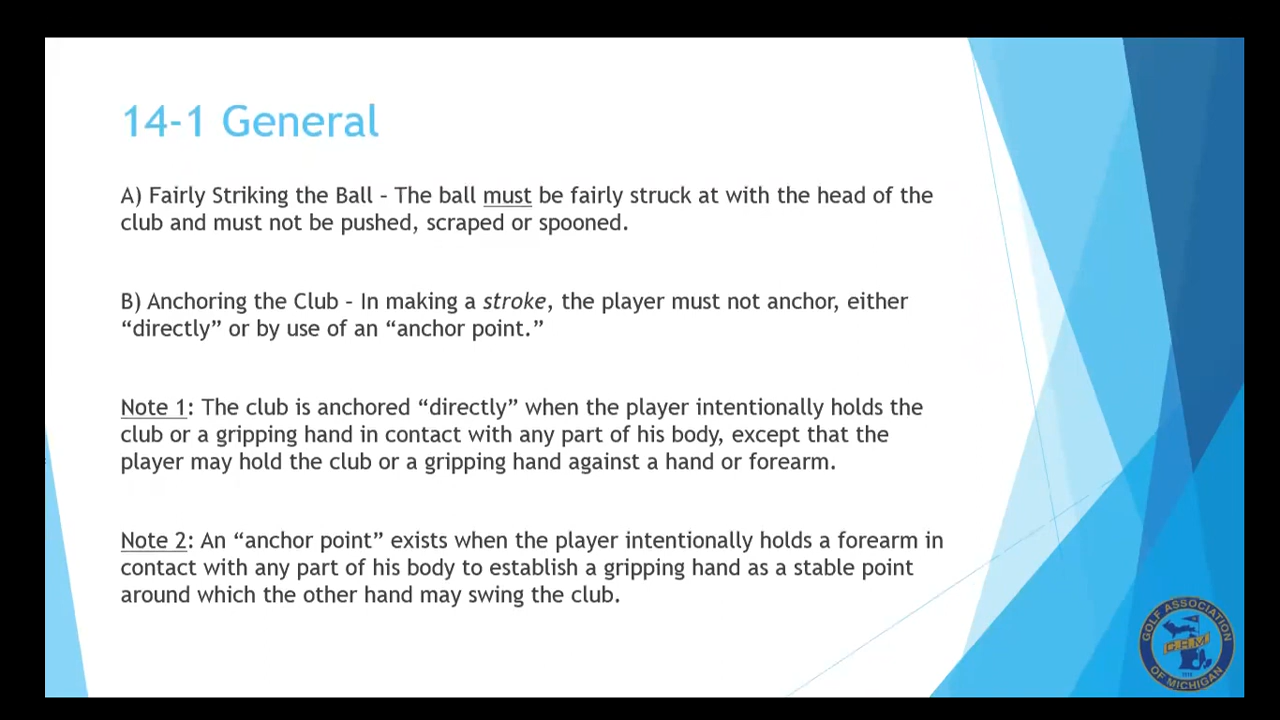 14-1 General
A) Fairly Striking the Ball – The ball must be fairly struck at with the head of the
club and must not be pushed, scraped or spooned.
B) Anchoring the Club – In making a stroke, the player must not anchor, either
“directly” or by use of an “anchor point.”
Note 1: The club is anchored “directly” when the player intentionally holds the
club or a gripping hand in contact with any part of his body, except that the
player may hold the club or a gripping hand against a hand or forearm.
Note 2: An “anchor point” exists when the player intentionally holds a forearm in
contact with any part of his body to establish a gripping hand as a stable point
around which the other hand may swing the club.
GOLF ASSOCIATION
GAM
OF MICHIGAN